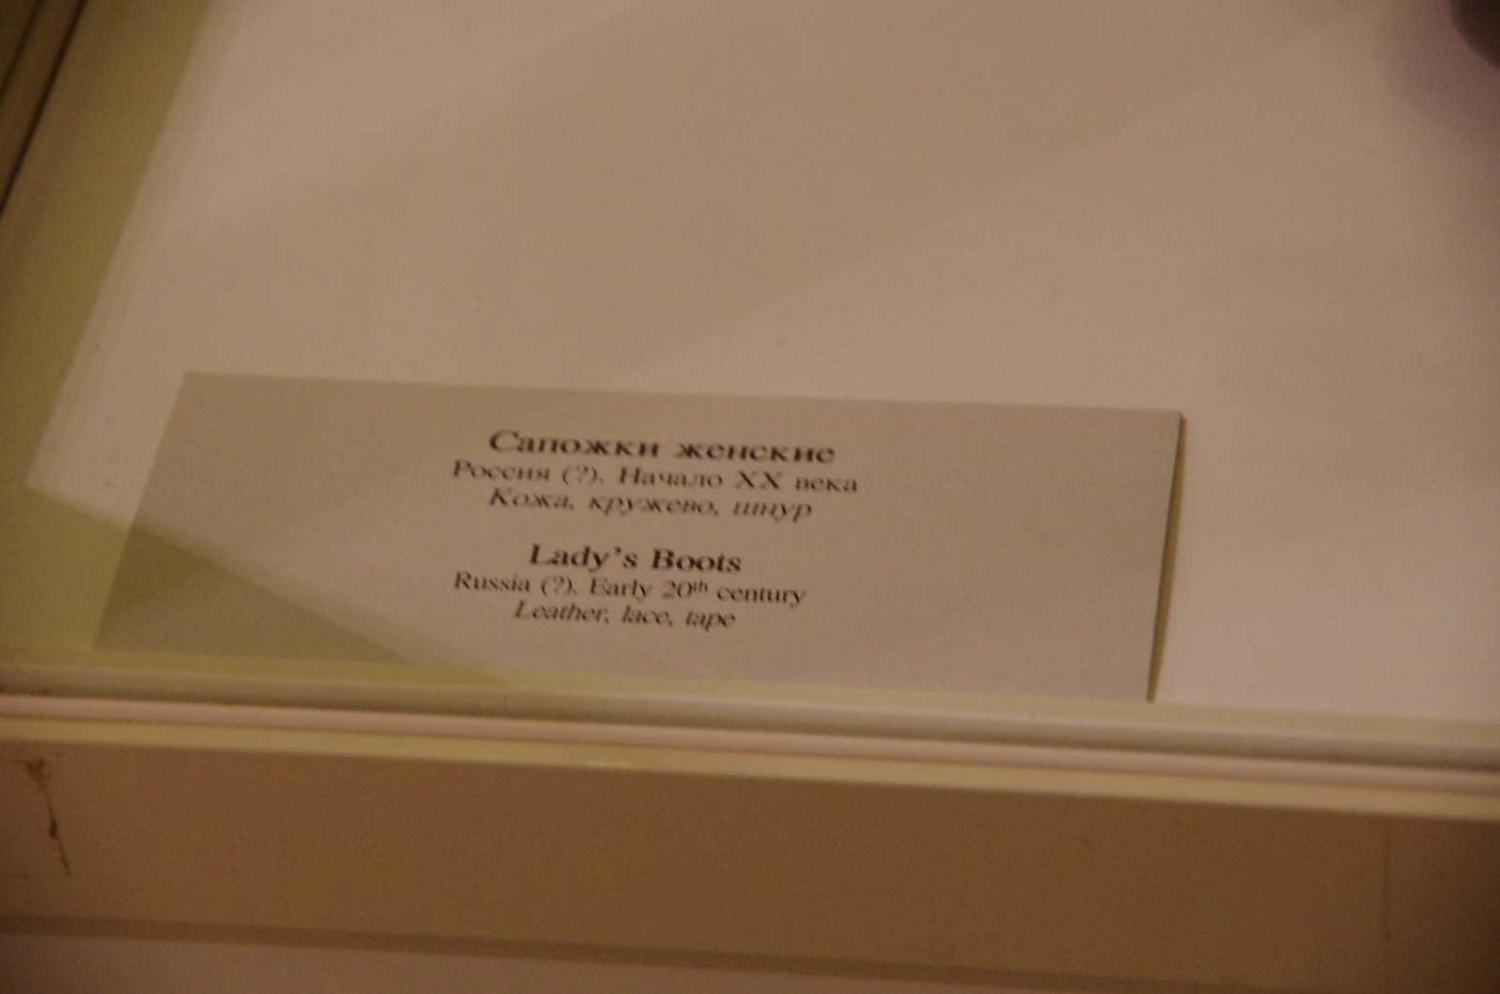 Сапожки женские
Россия (?). Начало XX века
Кожа, кружево, шнур
Lady's Boots
Russia (?). Early 20th century
Leather, lace, tape